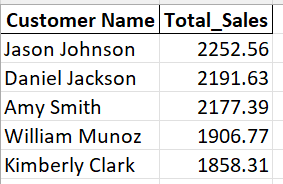 Customer Name Total_Sales
Jason Johnson 2252.56
Daniel Jackson 2191.63
Amy Smith 2177.39
William Munoz 1906.77
Kimberly Clark 1858.31